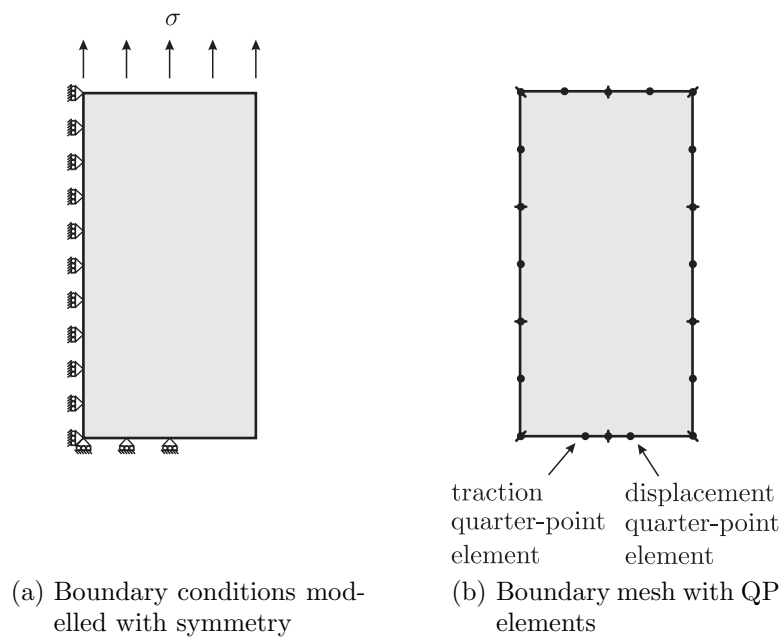 σ
traction
quarter-point
element
displacement
quarter-point
element
(a) Boundary conditions mod-
elled with symmetry
(b) Boundary mesh with QP
elements